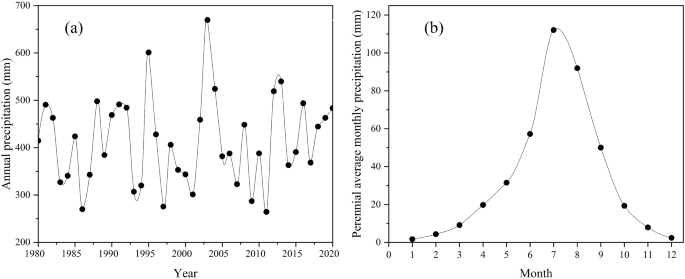 (a)
Annual precipitation (mm)
700
600
500
400
300
200
1980 1985 1990 1995 2000 2005 2010 2015 2020
Year
(b)
Perennial average monthly precipitation (mm)
120
100
80
60
40
20
0
0 1 2 3 4 5 6 7 8 9 10 11 12
Month